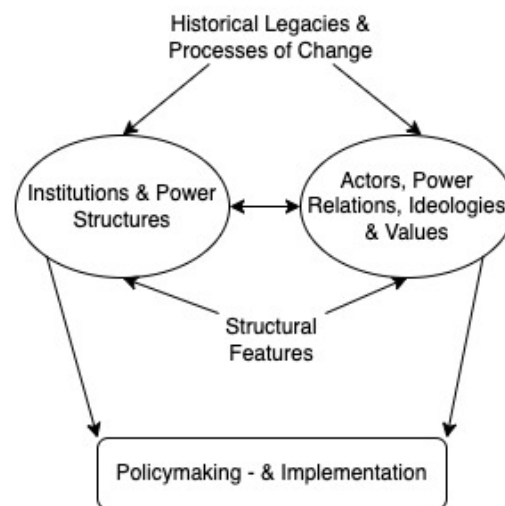 Historical Legacies &
Processes of Change
Institutions & Power
Structures
Actors, Power
Relations, Ideologies
& Values
Structural
Features
Policymaking - & Implementation